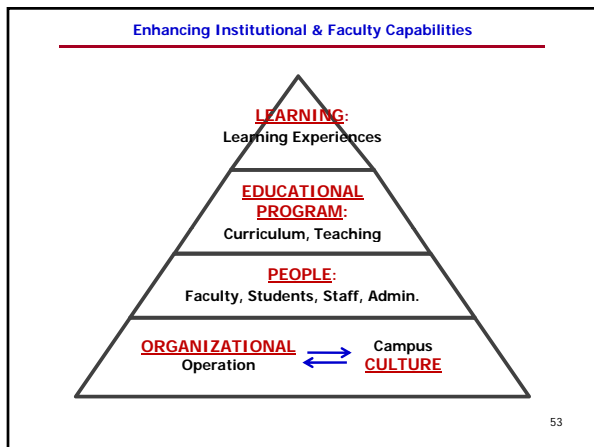 Enhancing Institutional & Faculty Capabilities
LEARNING:
Learning Experiences
EDUCATIONAL
PROGRAM:
Curriculum, Teaching
PEOPLE:
Faculty, Students, Staff, Admin.
ORGANIZATIONAL
Operation
Campus
CULTURE
53